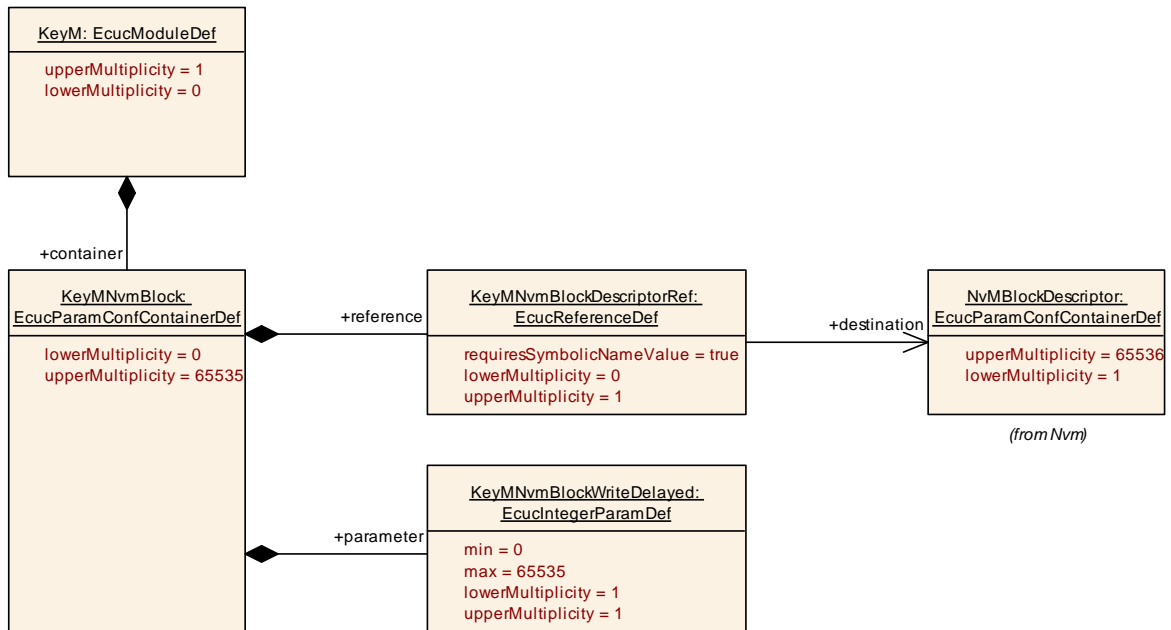 KeyM: EcucModuleDef
upperMultiplicity = 1
lowerMultiplicity = 0
+container
KeyMNvmBlock:
EcucParamConfContainerDef
lowerMultiplicity = 0
upperMultiplicity = 65535
+reference
KeyMNvmBlockDescriptorRef:
EcucReferenceDef
requiresSymbolicNameValue = true
lowerMultiplicity = 0
upperMultiplicity = 1
+destination
NvMBlockDescriptor:
EcucParamConfContainerDef
upperMultiplicity = 65536
lowerMultiplicity = 1
(from Nvm)
+parameter
KeyMNvmBlockWriteDelayed:
EcucIntegerParamDef
min = 0
max = 65535
lowerMultiplicity = 1
upperMultiplicity = 1